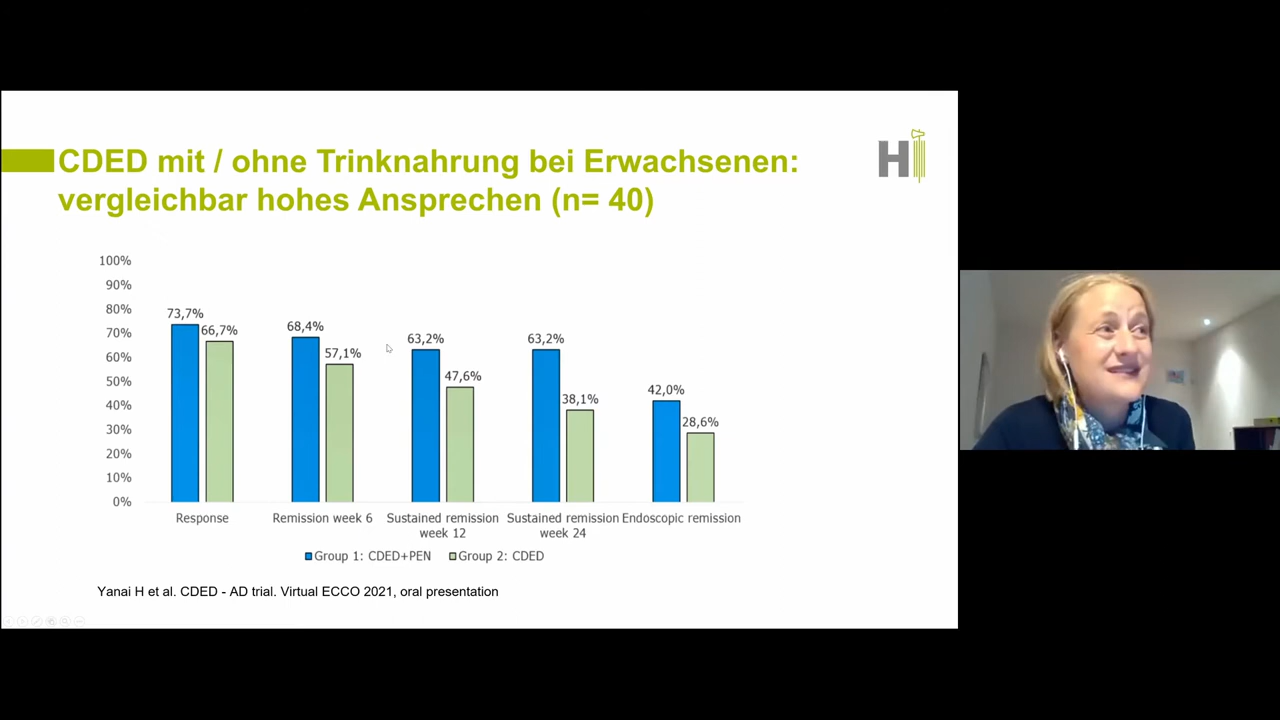 CDED mit / ohne Trinknahrung bei Erwachsenen:
vergleichbar hohes Ansprechen (n= 40)
H
100%
90%
80%
70%
60%
50%
40%
30%
20%
10%
0%
73,7%
66,7%
68,4%
57,1%
63,2%
47,6%
63,2%
38,1%
42,0%
28,6%
Response
Remission week 6
Sustained remission
week 12
Sustained remission
week 24
Endoscopic remission
Group 1: CDED+PEN
Group 2: CDED
Yanai H et al. CDED - AD trial. Virtual ECCO 2021, oral presentation